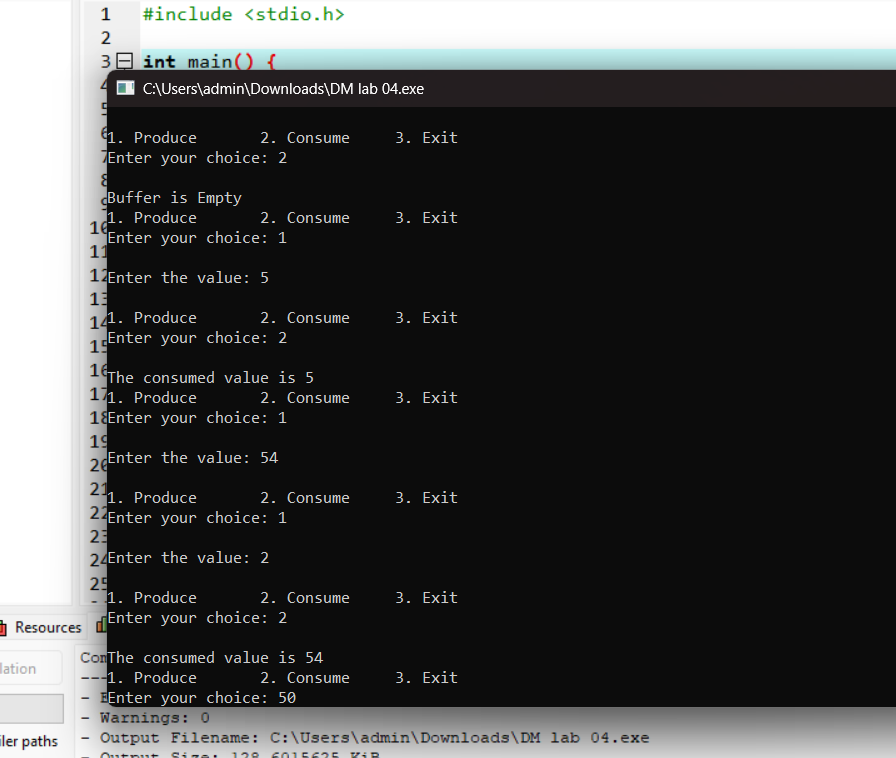 1 #include <stdio.h>
2
3 int main() {
C:\Users\admin\Downloads\DM lab 04.exe
1. Produce 2. Consume 3. Exit
Enter your choice: 2
Buffer is Empty
1. Produce 2. Consume 3. Exit
Enter your choice: 1
Enter the value: 5
1. Produce 2. Consume 3. Exit
Enter your choice: 2
The consumed value is 5
1. Produce 2. Consume 3. Exit
Enter your choice: 1
Enter the value: 54
1. Produce 2. Consume 3. Exit
Enter your choice: 1
Enter the value: 2
1. Produce 2. Consume 3. Exit
Enter your choice: 2
The consumed value is 54
1. Produce 2. Consume 3. Exit
Enter your choice: 50
Resources
- Warnings: 0
paths
- Output Filename: C:\Users\admin\Downloads\DM lab 04.exe
- Output Size: 128.6015625 KiB